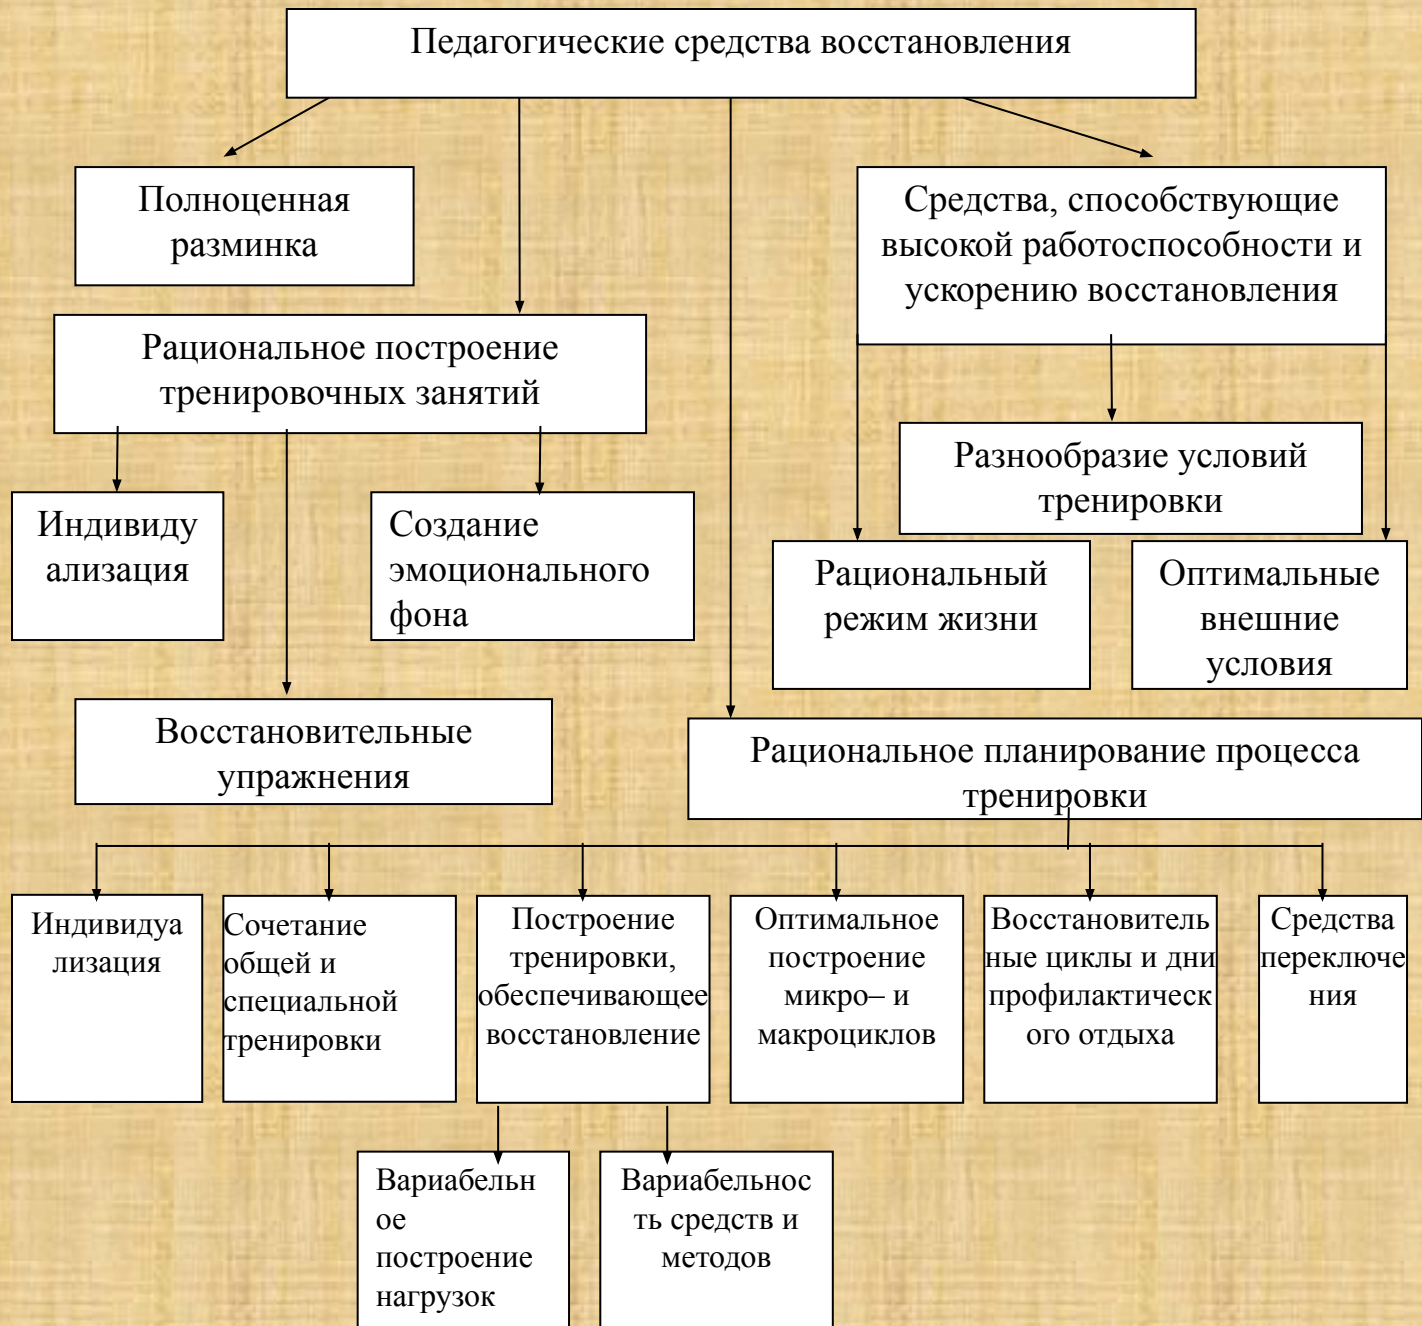 Педагогические средства восстановления
Полноценная
разминка
Средства, способствующие
высокой работоспособности и
ускорению восстановления
Рациональное построение
тренировочных занятий
Разнообразие условий
тренировки
Индивиду
ализация
Создание
эмоционального
фона
Рациональный
режим жизни
Оптимальные
внешние
условия
Восстановительные
упражнения
Рациональное планирование процесса
тренировки
Индивидуа
лизация
Сочетание
общей и
специальной
тренировки
Построение
тренировки,
обеспечивающее
восстановление
Оптимальное
построение
микро– и
макроциклов
Восстановитель
ные циклы и дни
профилактическ
ого отдыха
Средства
переключе
ния
Вариабельн
ое
построение
нагрузок
Вариабельнос
ть средств и
методов